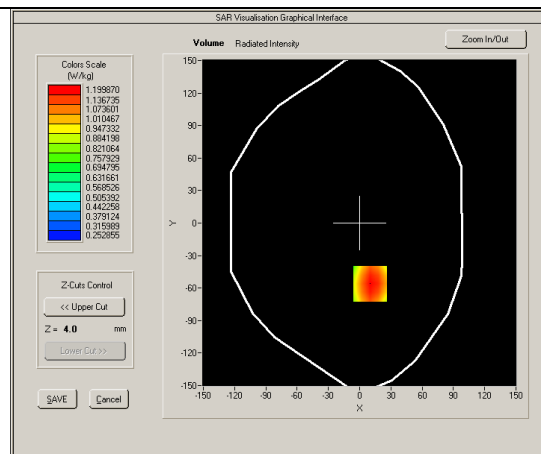 SAR Visualisation Graphical Interface
Volume Radiated Intensity
Zoom In/Out
Colors Scale
(W/kg)
1.199870
1.136735
1.073601
1.010467
0.947332
0.884198
0.821064
0.757929
0.694795
0.631661
0.568526
0.505392
0.442258
0.379124
0.315989
0.252855
Z-Cuts Control
<< Upper Cut
Z = 4.0 mm
Lower Cut >>
SAVE
Cancel
150
120
90
60
30
0
-30
-60
-90
-120
-150
Y
-150 -120 -90 -60 -30 0 30 60 90 120 150
X